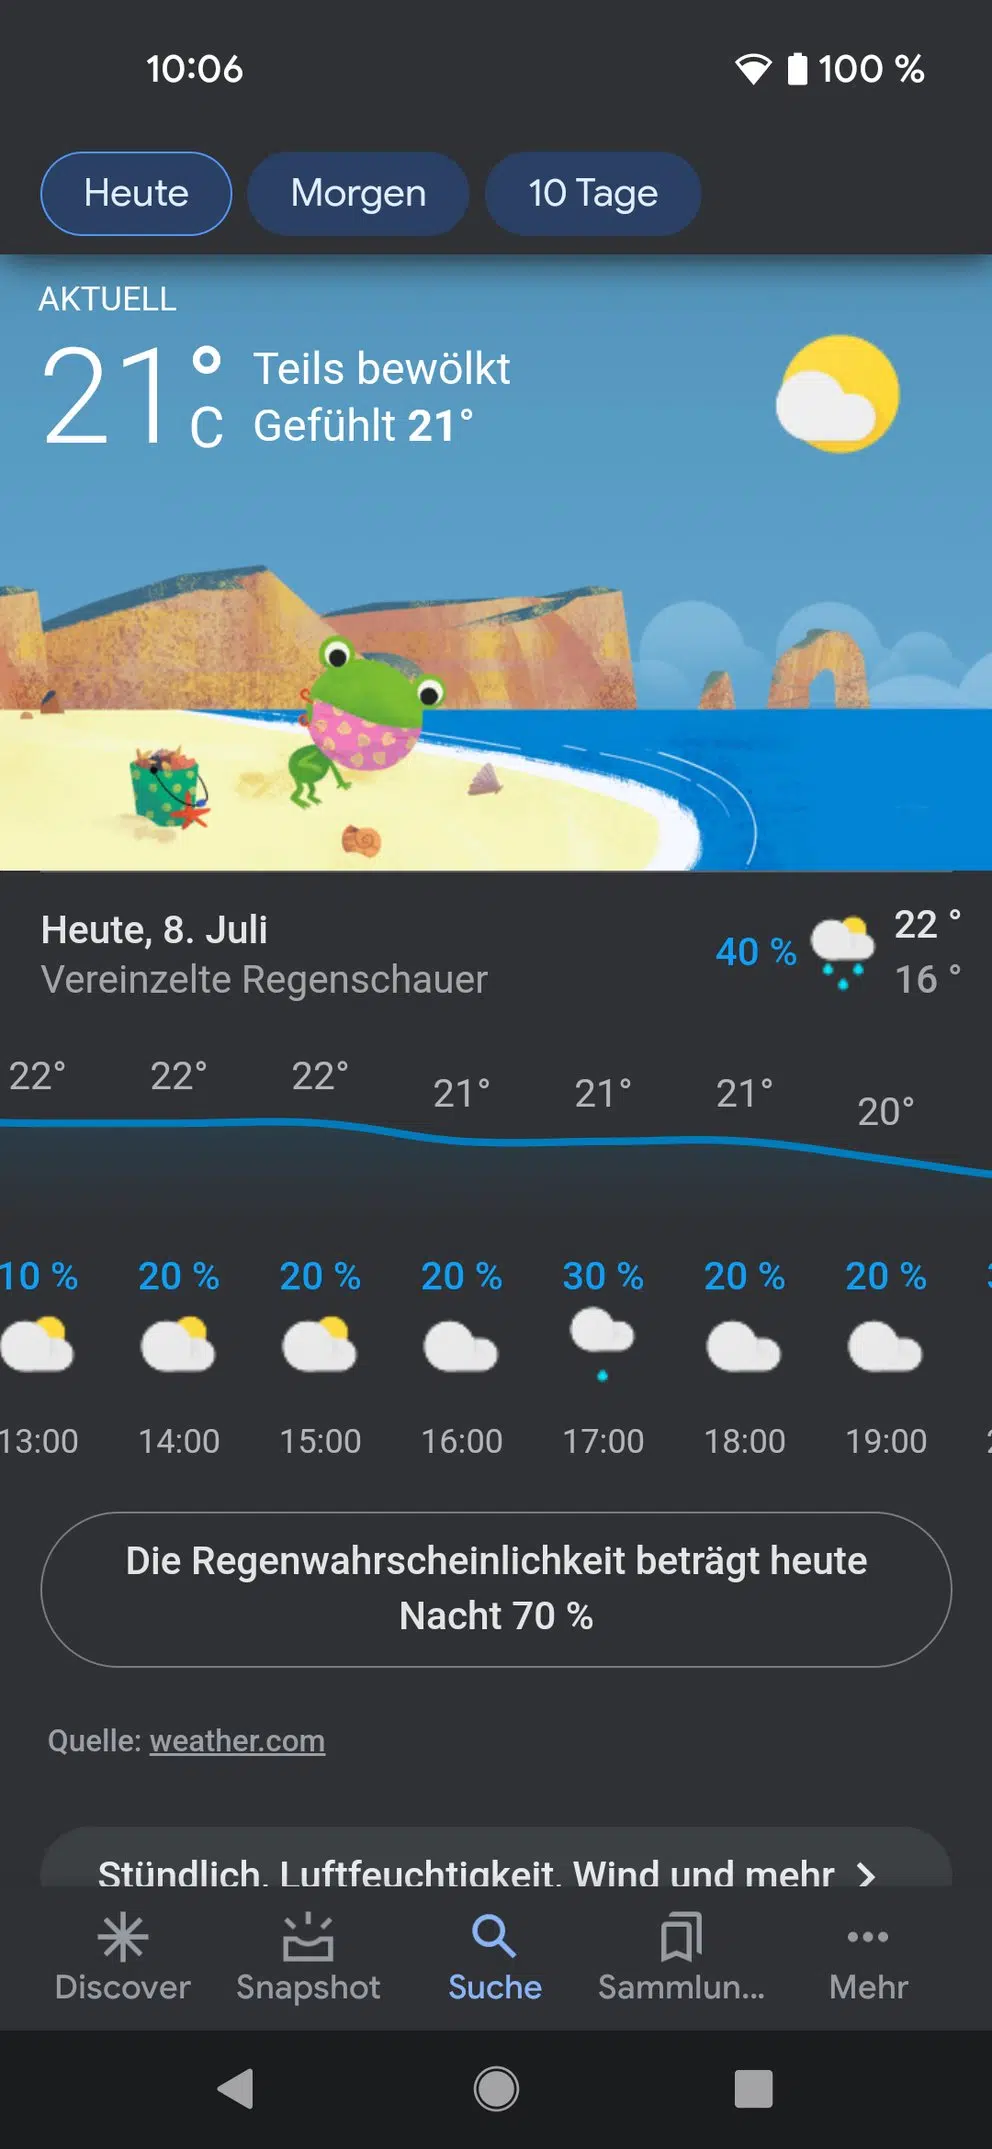 10:06
100 %
Heute Morgen 10 Tage
AKTUELL
21° C
Teils bewölkt
Gefühlt 21°
Heute, 8. Juli
Vereinzelte Regenschauer
40 %
22 °
16 °
22° 22° 22° 21° 21° 21° 20°
10 % 20 % 20 % 20 % 30 % 20 % 20 %
13:00 14:00 15:00 16:00 17:00 18:00 19:00
Die Regenwahrscheinlichkeit beträgt heute
Nacht 70 %
Quelle: weather.com
Stündlich, Luftfeuchtigkeit, Wind und mehr
Discover Snapshot Suche Sammlun... Mehr